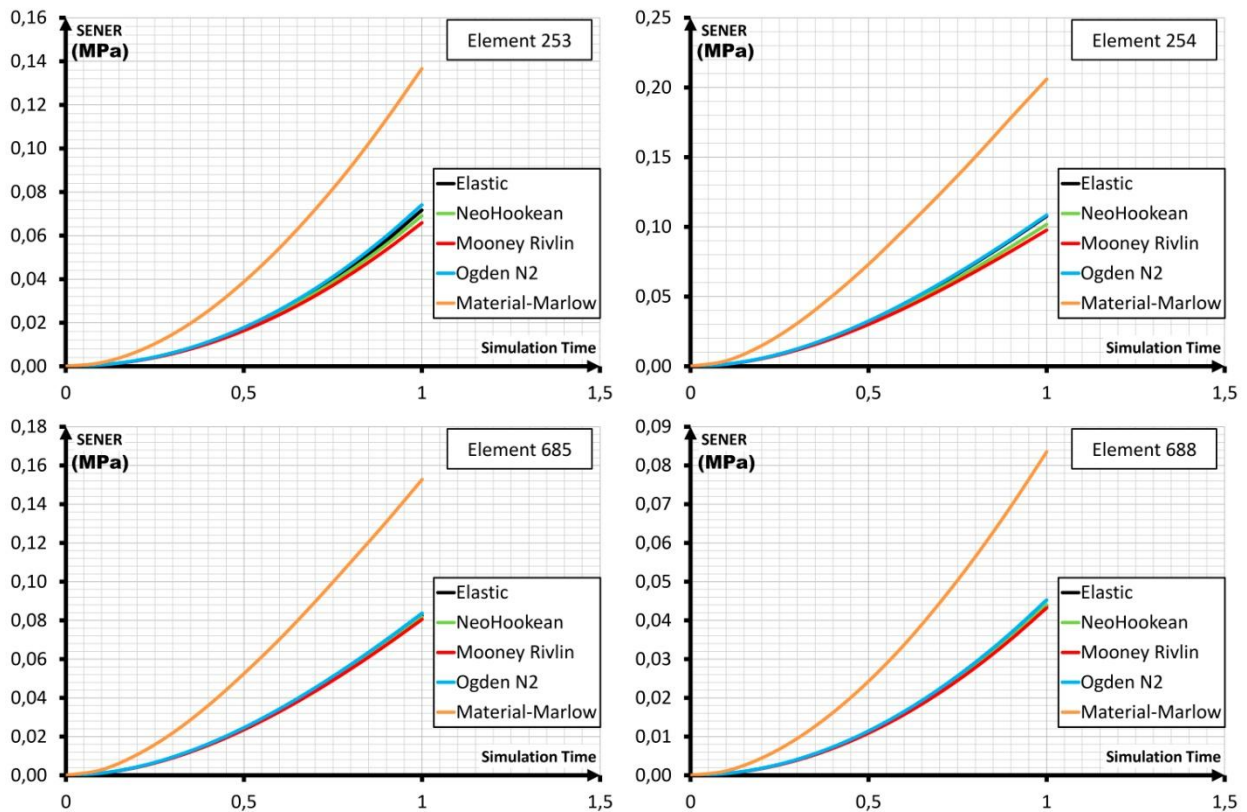 SENER
(MPa)
Element 253
0,16
0,14
0,12
0,10
0,08
0,06
0,04
0,02
0,00
Elastic
NeoHookean
Mooney Rivlin
Ogden N2
Material-Marlow
Simulation Time
0 0,5 1 1,5
SENER
(MPa)
Element 254
0,25
0,20
0,15
0,10
0,05
0,00
Elastic
NeoHookean
Mooney Rivlin
Ogden N2
Material-Marlow
Simulation Time
0 0,5 1 1,5
SENER
(MPa)
Element 685
0,18
0,16
0,14
0,12
0,10
0,08
0,06
0,04
0,02
0,00
Elastic
NeoHookean
Mooney Rivlin
Ogden N2
Material-Marlow
Simulation Time
0 0,5 1 1,5
SENER
(MPa)
Element 688
0,09
0,08
0,07
0,06
0,05
0,04
0,03
0,02
0,01
0,00
Elastic
NeoHookean
Mooney Rivlin
Ogden N2
Material-Marlow
Simulation Time
0 0,5 1 1,5